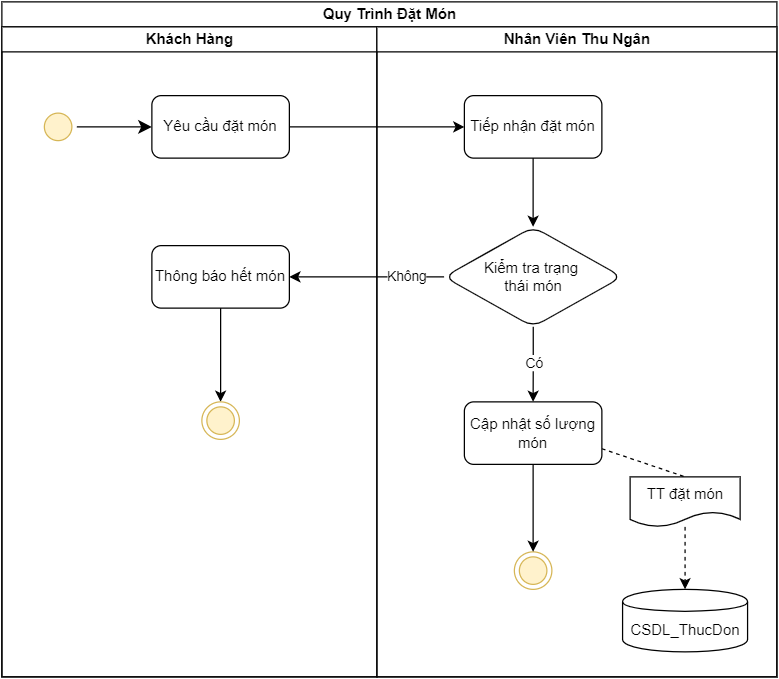 Quy Trình Đặt Món
Khách Hàng
Nhân Viên Thu Ngân
Yêu cầu đặt món
Tiếp nhận đặt món
Kiểm tra trạng
thái món
Không
Thông báo hết món
Có
Cập nhật số lượng
món
TT đặt món
CSDL_ThucDon